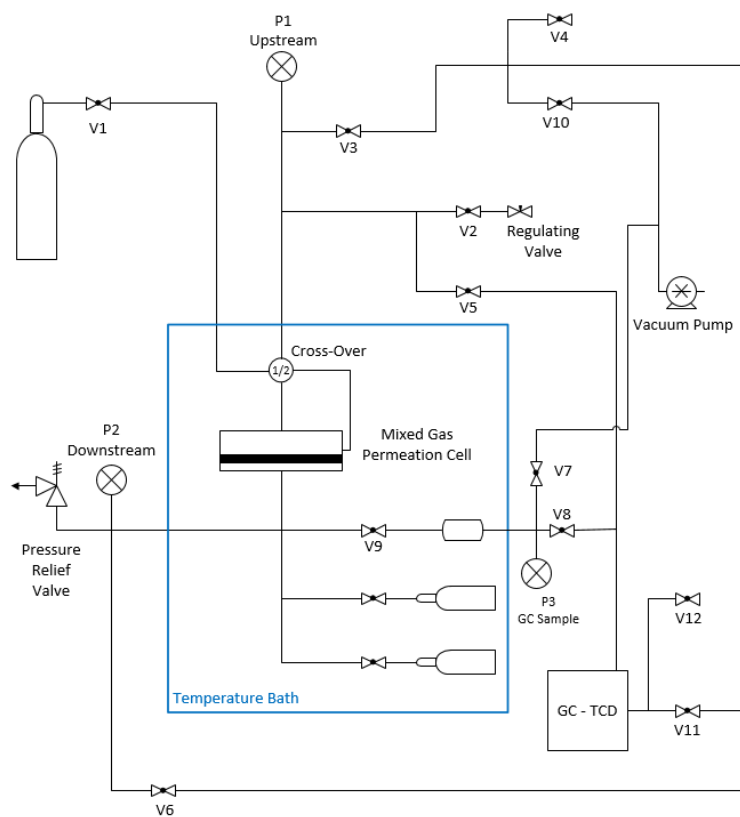 P1
Upstream
V4
V1
V3
V10
V2
Regulating
Valve
V5
Vacuum Pump
Cross-Over
1/2
P2
Downstream
Mixed Gas
Permeation Cell
V7
V8
V9
Pressure
Relief
Valve
P3
GC Sample
V12
Temperature Bath
GC - TCD
V11
V6